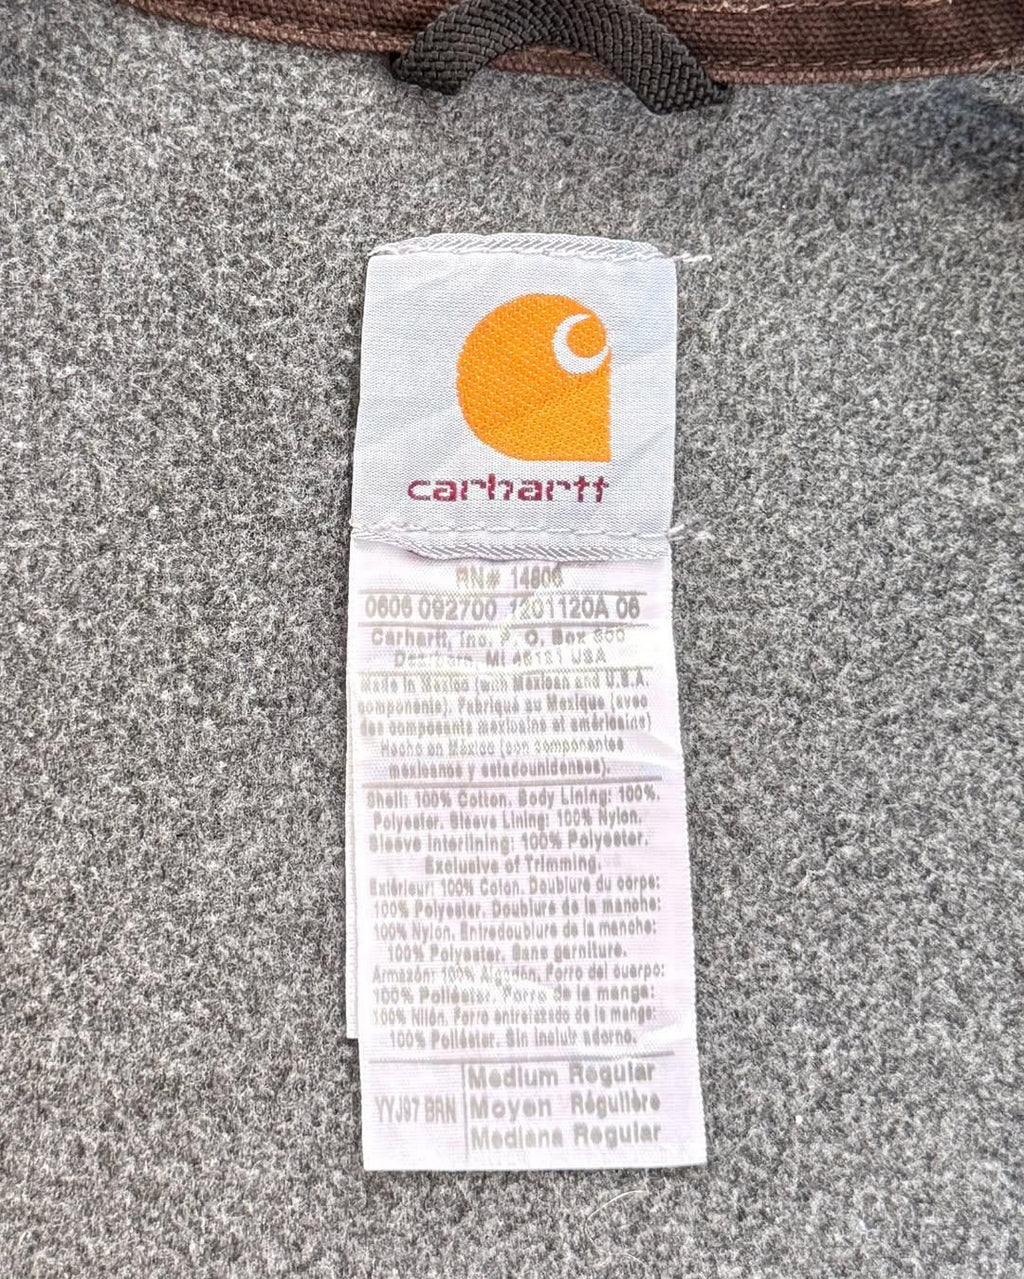 carhartt
RN# 14806
0606 092700 1201120A 06
Carhartt, Inc. P. O. Box 600
Dearborn, MI 48121 USA
Made in Mexico (with Mexican and U.S.A.
components). Fabriqué au Mexique (avec
des composants mexicains et américains)
Hecho en México (con componentes
mexicanos y estadounidenses).
Shell: 100% Cotton. Body Lining: 100%.
Polyester. Sleeve Lining: 100% Nylon.
Sleeve Interlining: 100% Polyester.
Exclusive of Trimming.
Extérieur: 100% Coton. Doublure du corps:
100% Polyester. Doublure de la manche:
100% Nylon. Entredoublure de la manche:
100% Polyester. Sans garniture.
Armazón: 100% Algodón. Forro del cuerpo:
100% Poliéster. Forro de la manga:
100% Nilón. Forro entrelazado de la manga:
100% Poliéster. Sin incluir adorno.
YYJ97 BRN
Medium Regular
Moyen Régulière
Mediana Regular